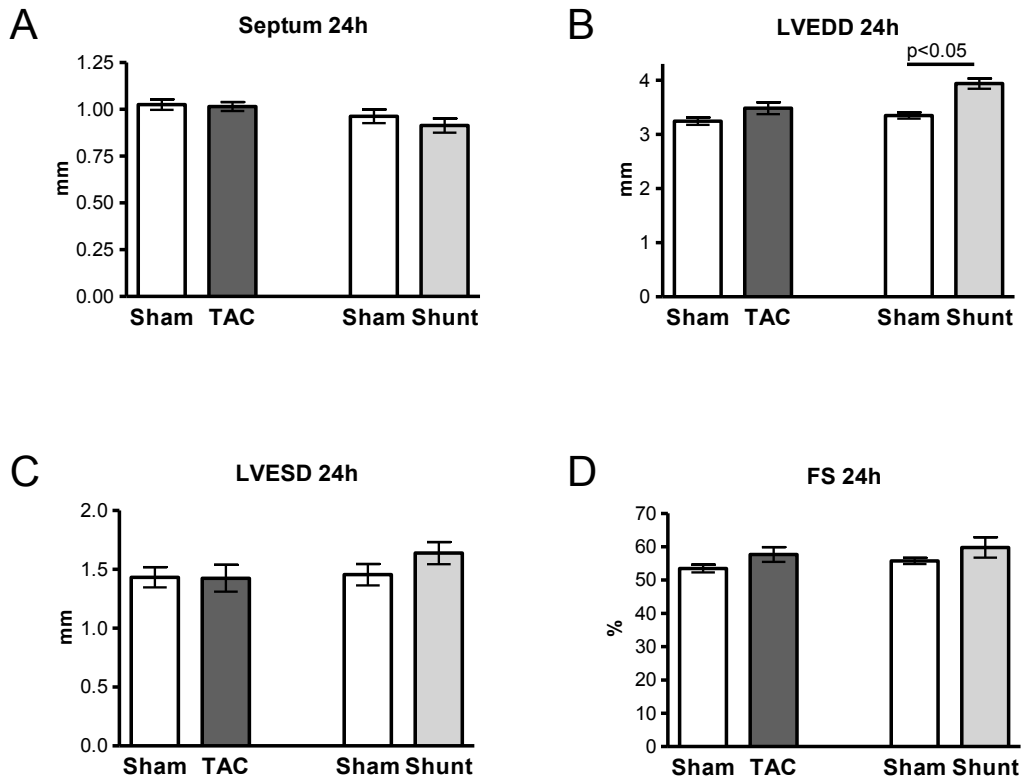 A
Septum 24h
1.25
1.00
0.75
0.50
0.25
0.00
mm
Sham TAC Sham Shunt
B
LVEDD 24h
p<0.05
4
3
2
1
0
mm
Sham TAC Sham Shunt
C
LVESD 24h
2.0
1.5
1.0
0.5
0.0
mm
Sham TAC Sham Shunt
D
FS 24h
70
60
50
40
30
20
10
0
%
Sham TAC Sham Shunt